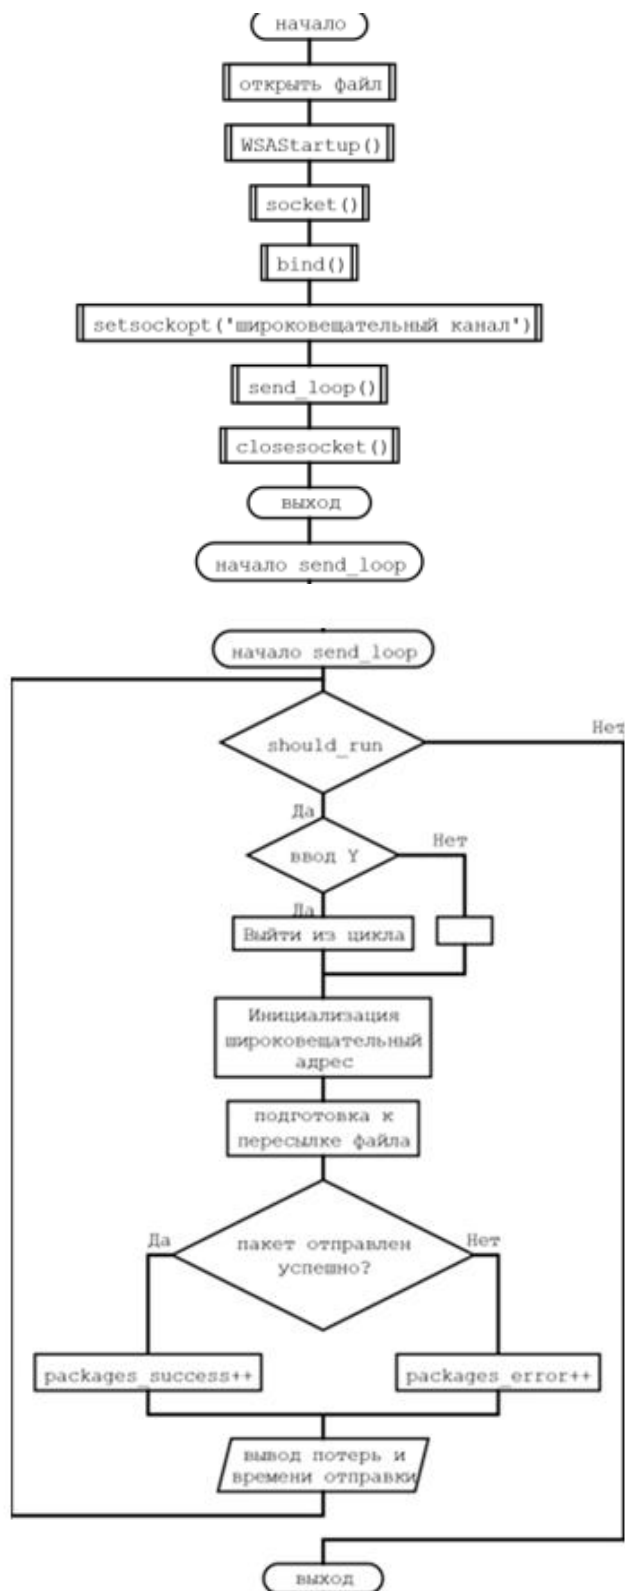 начало
открыть файл
WSAStartup()
socket()
bind()
setsockopt('широковещательный канал')
send_loop()
closesocket()
выход
начало send_loop
начало send_loop
should_run
Нет
Да
ввод Y
Нет
Да
Выйти из цикла
Инициализация
широковещательный
адрес
подготовка к
пересылке файла
Да
пакет отправлен
успешно?
Нет
packages_success++
packages_error++
вывод потерь и
времени отправки
выход